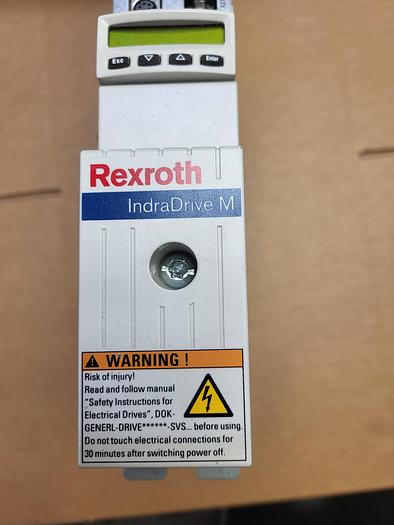 Esc Enter
Rexroth
IndraDrive M
WARNING !
Risk of injury!
Read and follow manual
"Safety Instructions for
Electrical Drives", DOK-
GENERL-DRIVE******-SVS... before using.
Do not touch electrical connections for
30 minutes after switching power off.